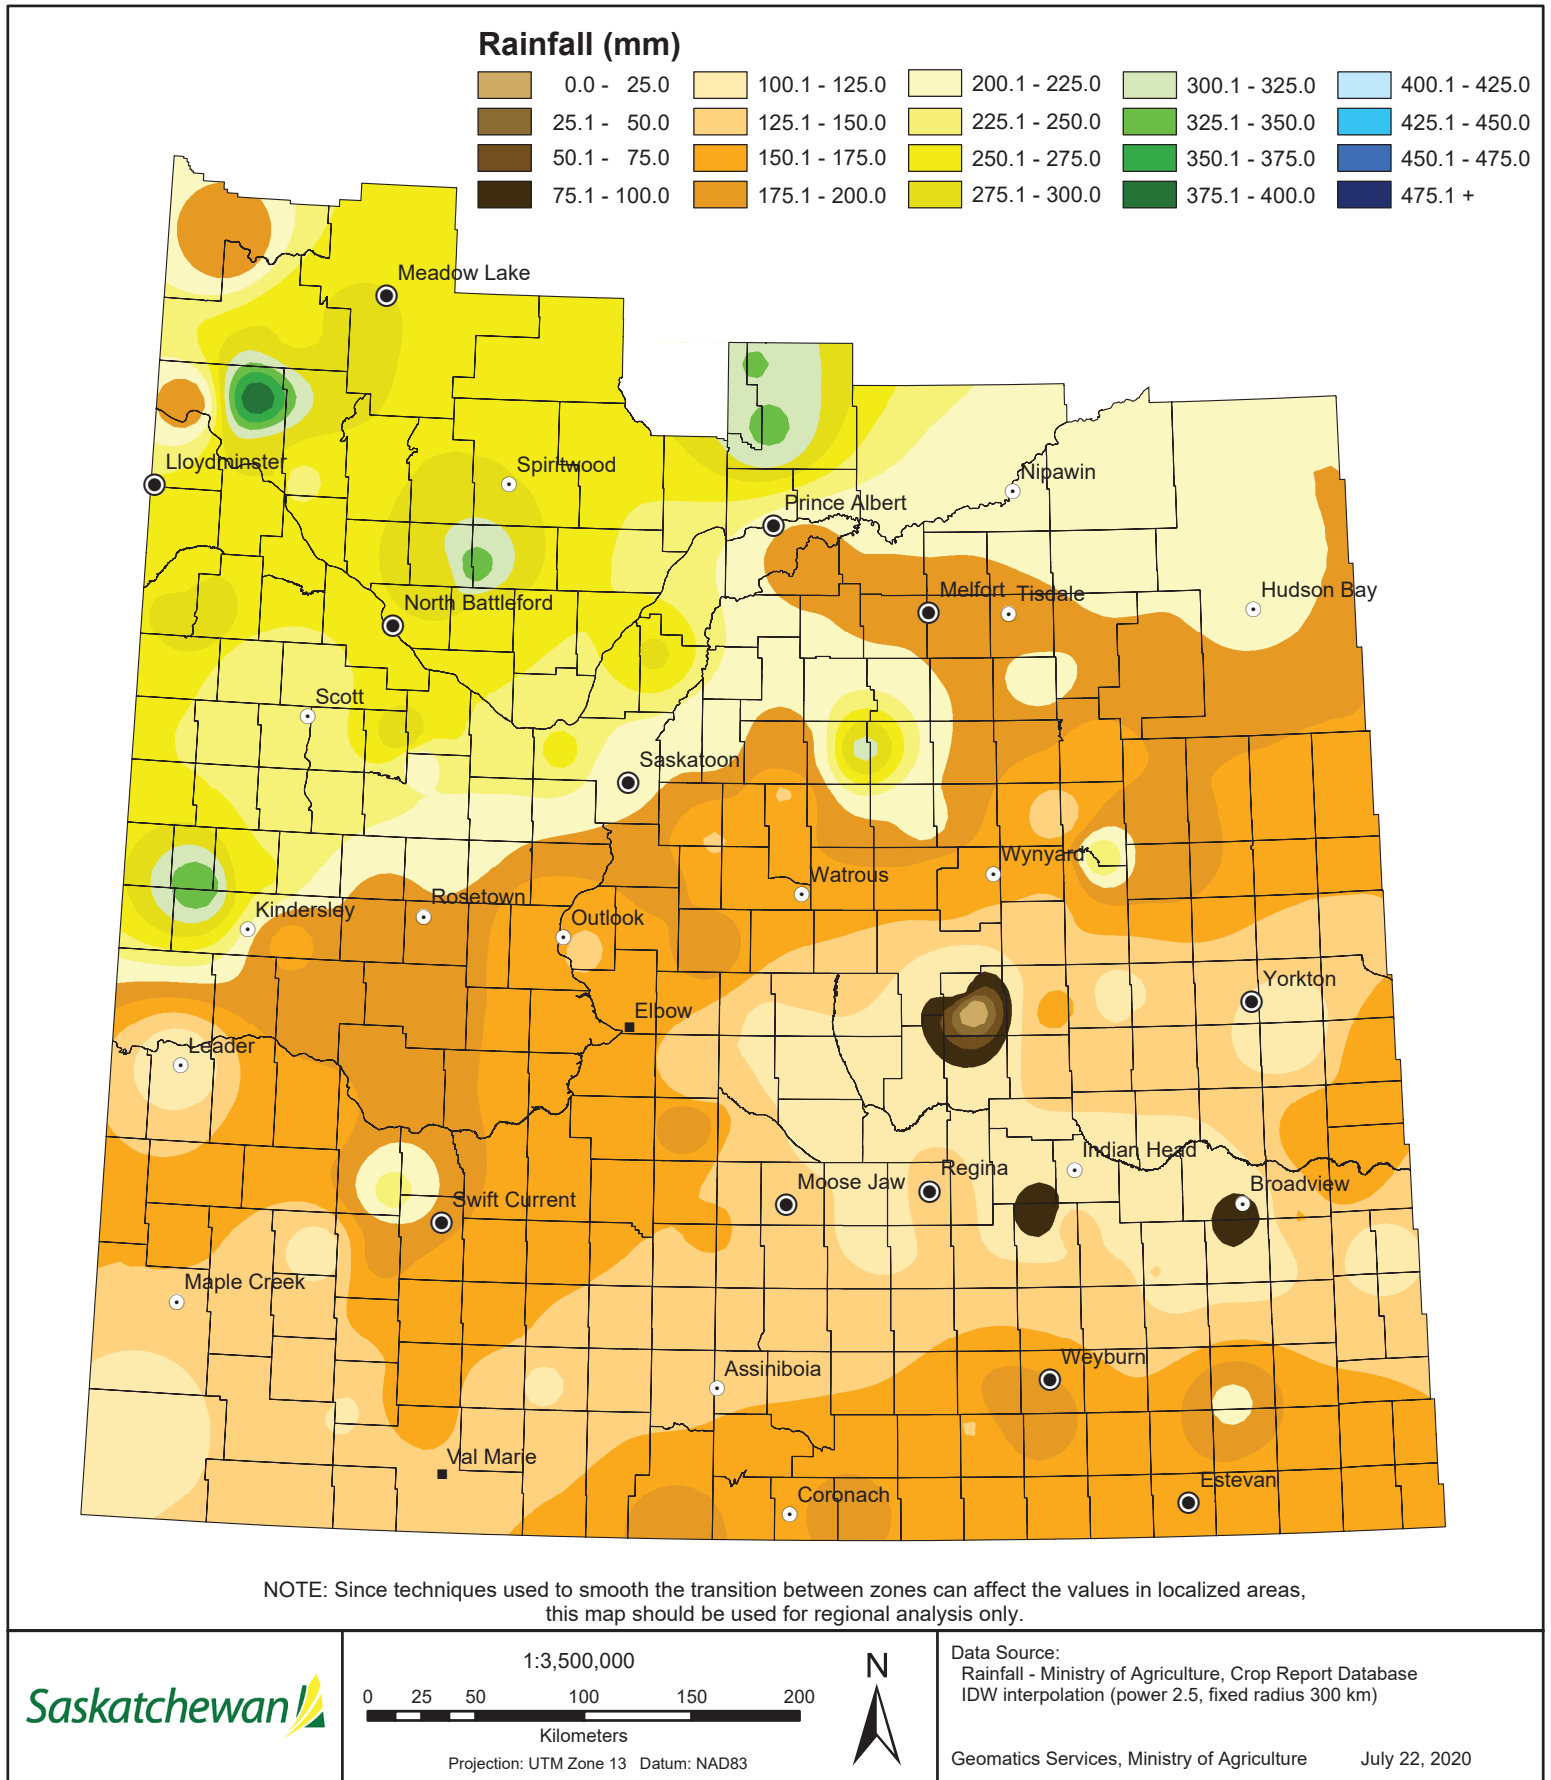 Rainfall (mm)
0.0 - 25.0
25.1 - 50.0
50.1 - 75.0
75.1 - 100.0
100.1 - 125.0
125.1 - 150.0
150.1 - 175.0
175.1 - 200.0
200.1 - 225.0
225.1 - 250.0
250.1 - 275.0
275.1 - 300.0
300.1 - 325.0
325.1 - 350.0
350.1 - 375.0
375.1 - 400.0
400.1 - 425.0
425.1 - 450.0
450.1 - 475.0
475.1 +
Meadow Lake
Lloydminster
Spiritwood
Nipawin
Prince Albert
North Battleford
Melfort
Tisdale
Hudson Bay
Scott
Saskatoon
Wynyard
Watrous
Rosetown
Kindersley
Outlook
Yorkton
Elbow
Leader
Indian Head
Regina
Moose Jaw
Broadview
Swift Current
Maple Creek
Weyburn
Assiniboia
Val Marie
Estevan
Coronach
NOTE: Since techniques used to smooth the transition between zones can affect the values in localized areas,
this map should be used for regional analysis only.
Saskatchewan
1:3,500,000
0 25 50 100 150 200
Kilometers
Projection: UTM Zone 13 Datum: NAD83
N
Data Source:
Rainfall - Ministry of Agriculture, Crop Report Database
IDW interpolation (power 2.5, fixed radius 300 km)
Geomatics Services, Ministry of Agriculture July 22, 2020